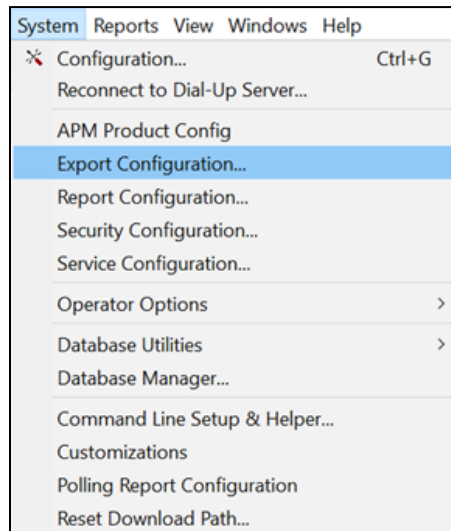 System Reports View Windows Help
Configuration... Ctrl+G
Reconnect to Dial-Up Server...
APM Product Config
Export Configuration...
Report Configuration...
Security Configuration...
Service Configuration...
Operator Options
Database Utilities
Database Manager...
Command Line Setup & Helper...
Customizations
Polling Report Configuration
Reset Download Path...